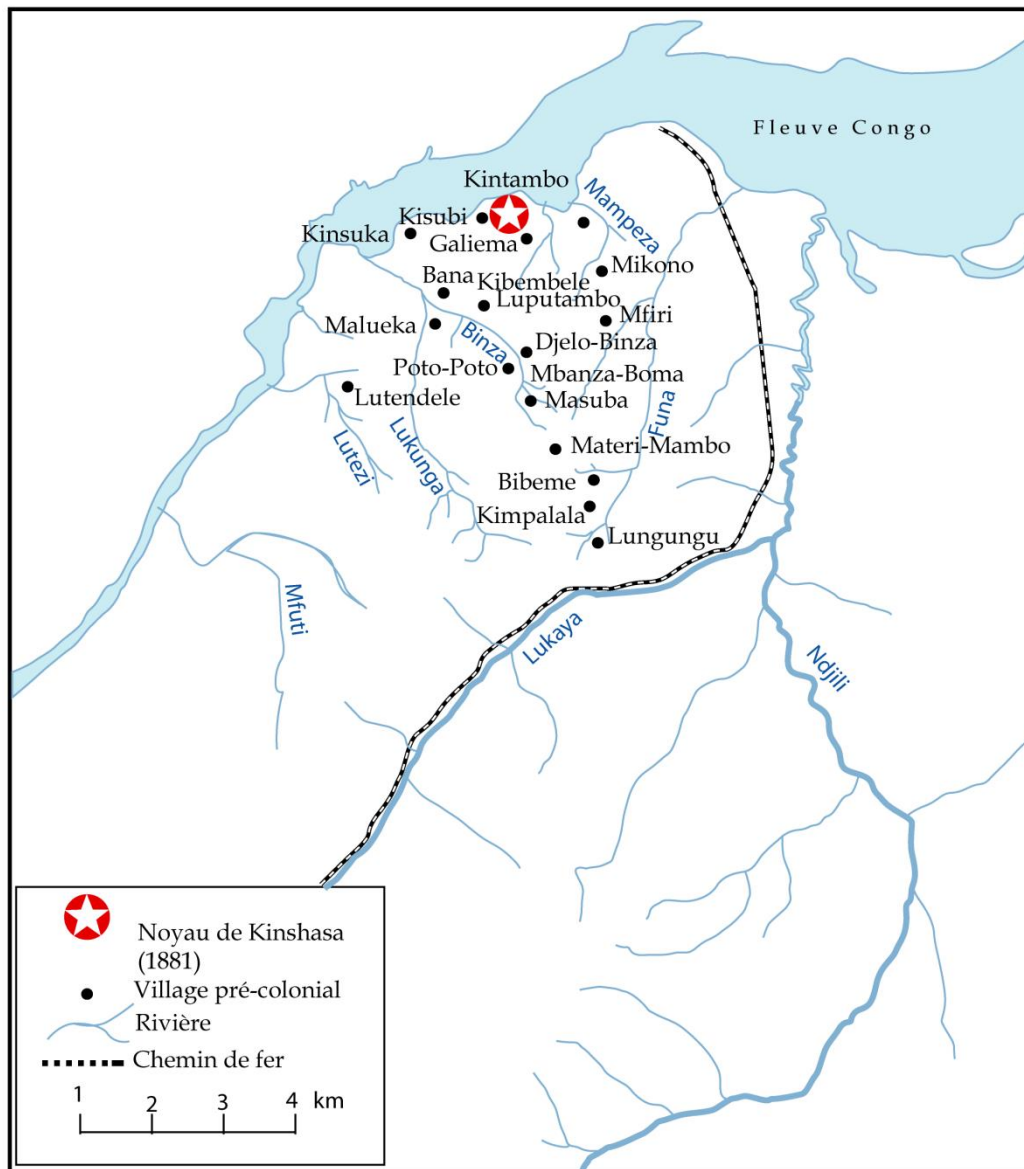 Fleuve Congo
Kintambo
Mampeza
Kisubi
Kinsuka
Galiema
Mikono
Bana
Kibembele
Luputambo
Mfiri
Malueka
Binza
Djelo-Binza
Poto-Poto
Mbanza-Boma
Lutendele
Masuba
Funa
Lutezi
Lukunga
Materi-Mambo
Bibeme
Kimpalala
Lungungu
Mfuti
Lukaya
Ndjili
Noyau de Kinshasa
(1881)
Village pré-colonial
Rivière
Chemin de fer
1 2 3 4 km